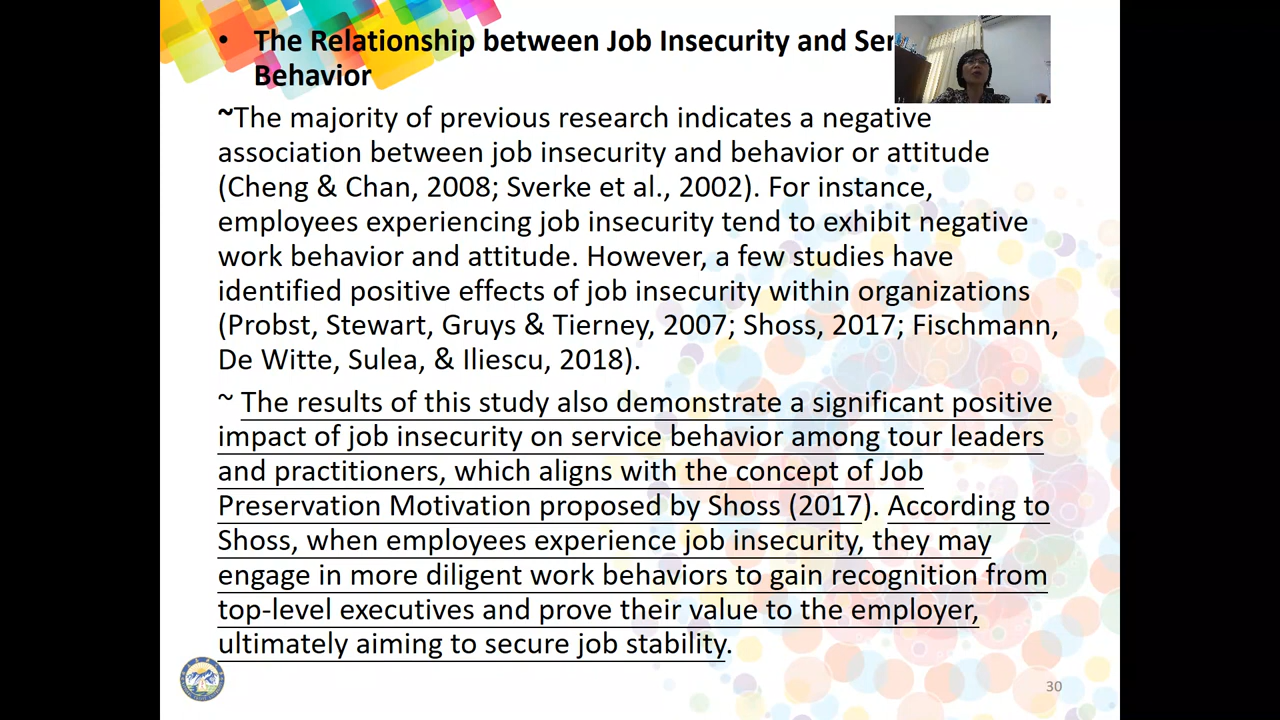 • The Relationship between Job Insecurity and
Behavior
~The majority of previous research indicates a negative
association between job insecurity and behavior or attitude
(Cheng & Chan, 2008; Sverke et al., 2002). For instance,
employees experiencing job insecurity tend to exhibit negative
work behavior and attitude. However, a few studies have
identified positive effects of job insecurity within organizations
(Probst, Stewart, Gruys & Tierney, 2007; Shoss, 2017; Fischmann,
De Witte, Sulea, & Iliescu, 2018).
~ The results of this study also demonstrate a significant positive
impact of job insecurity on service behavior among tour leaders
and practitioners, which aligns with the concept of Job
Preservation Motivation proposed by Shoss (2017). According to
Shoss, when employees experience job insecurity, they may
engage in more diligent work behaviors to gain recognition from
top-level executives and prove their value to the employer,
ultimately aiming to secure job stability.
30